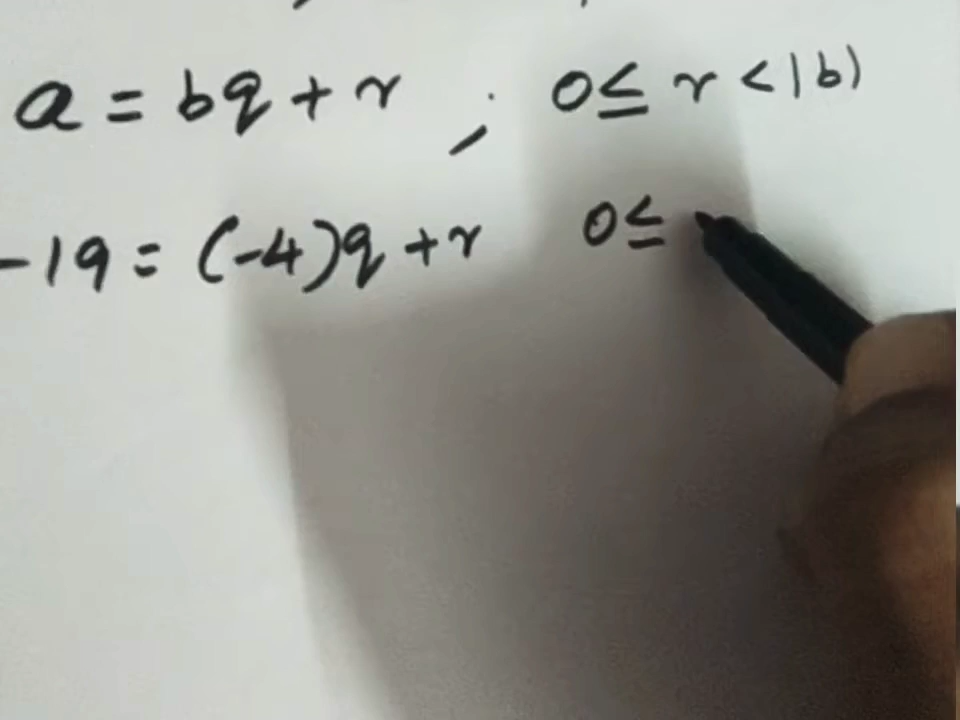 a = bq + r ; 0 ≤ r < |b|
-19 = (-4)q + r 0 ≤